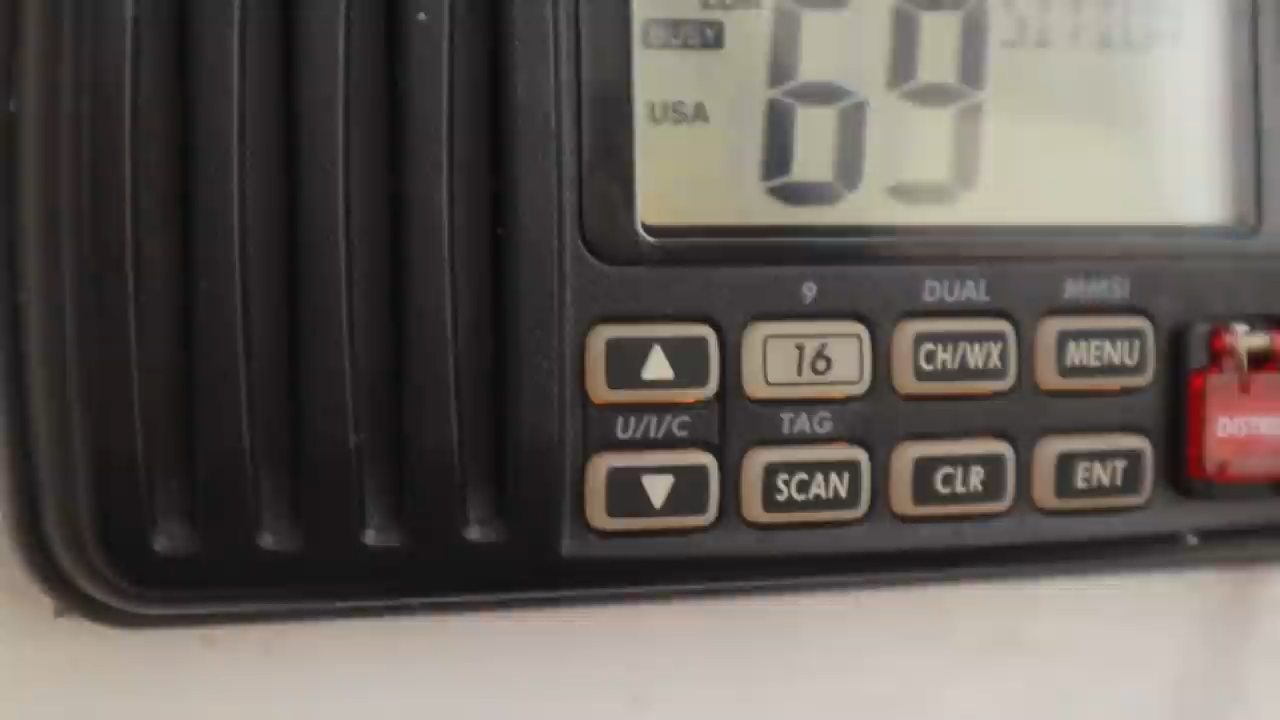 BUSY
USA
69
9 DUAL MMSI
16 CH/WX MENU
U/I/C TAG
SCAN CLR ENT